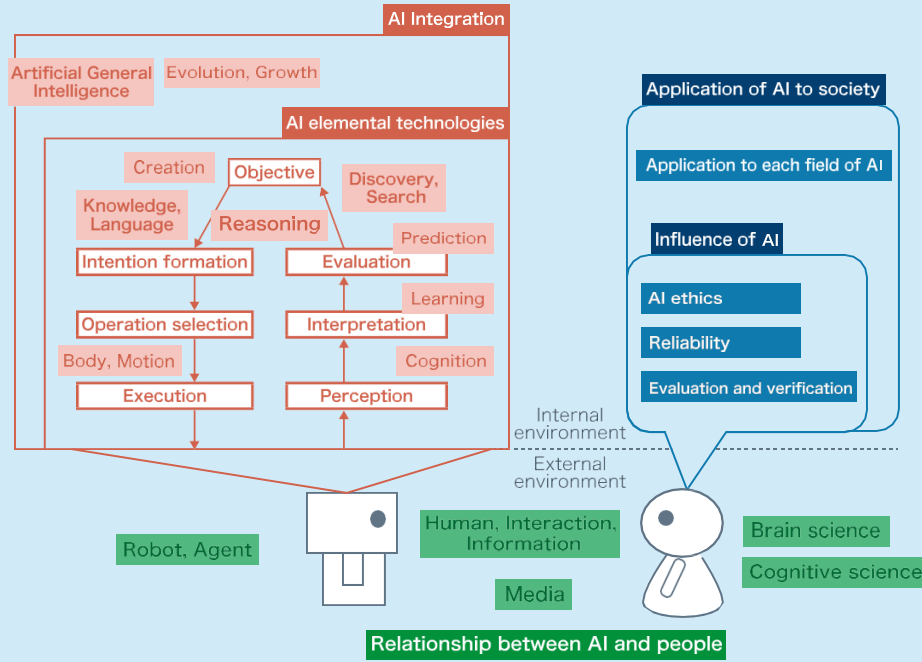 AI Integration
Artificial General
Intelligence
Evolution, Growth
AI elemental technologies
Creation
Objective
Discovery,
Search
Knowledge,
Language
Reasoning
Prediction
Intention formation
Evaluation
Learning
Operation selection
Interpretation
Body, Motion
Cognition
Execution
Perception
Application of AI to society
Application to each field of AI
Influence of AI
AI ethics
Reliability
Evaluation and verification
Internal
environment
External
environment
Robot, Agent
Human, Interaction,
Information
Media
Brain science
Cognitive science
Relationship between AI and people